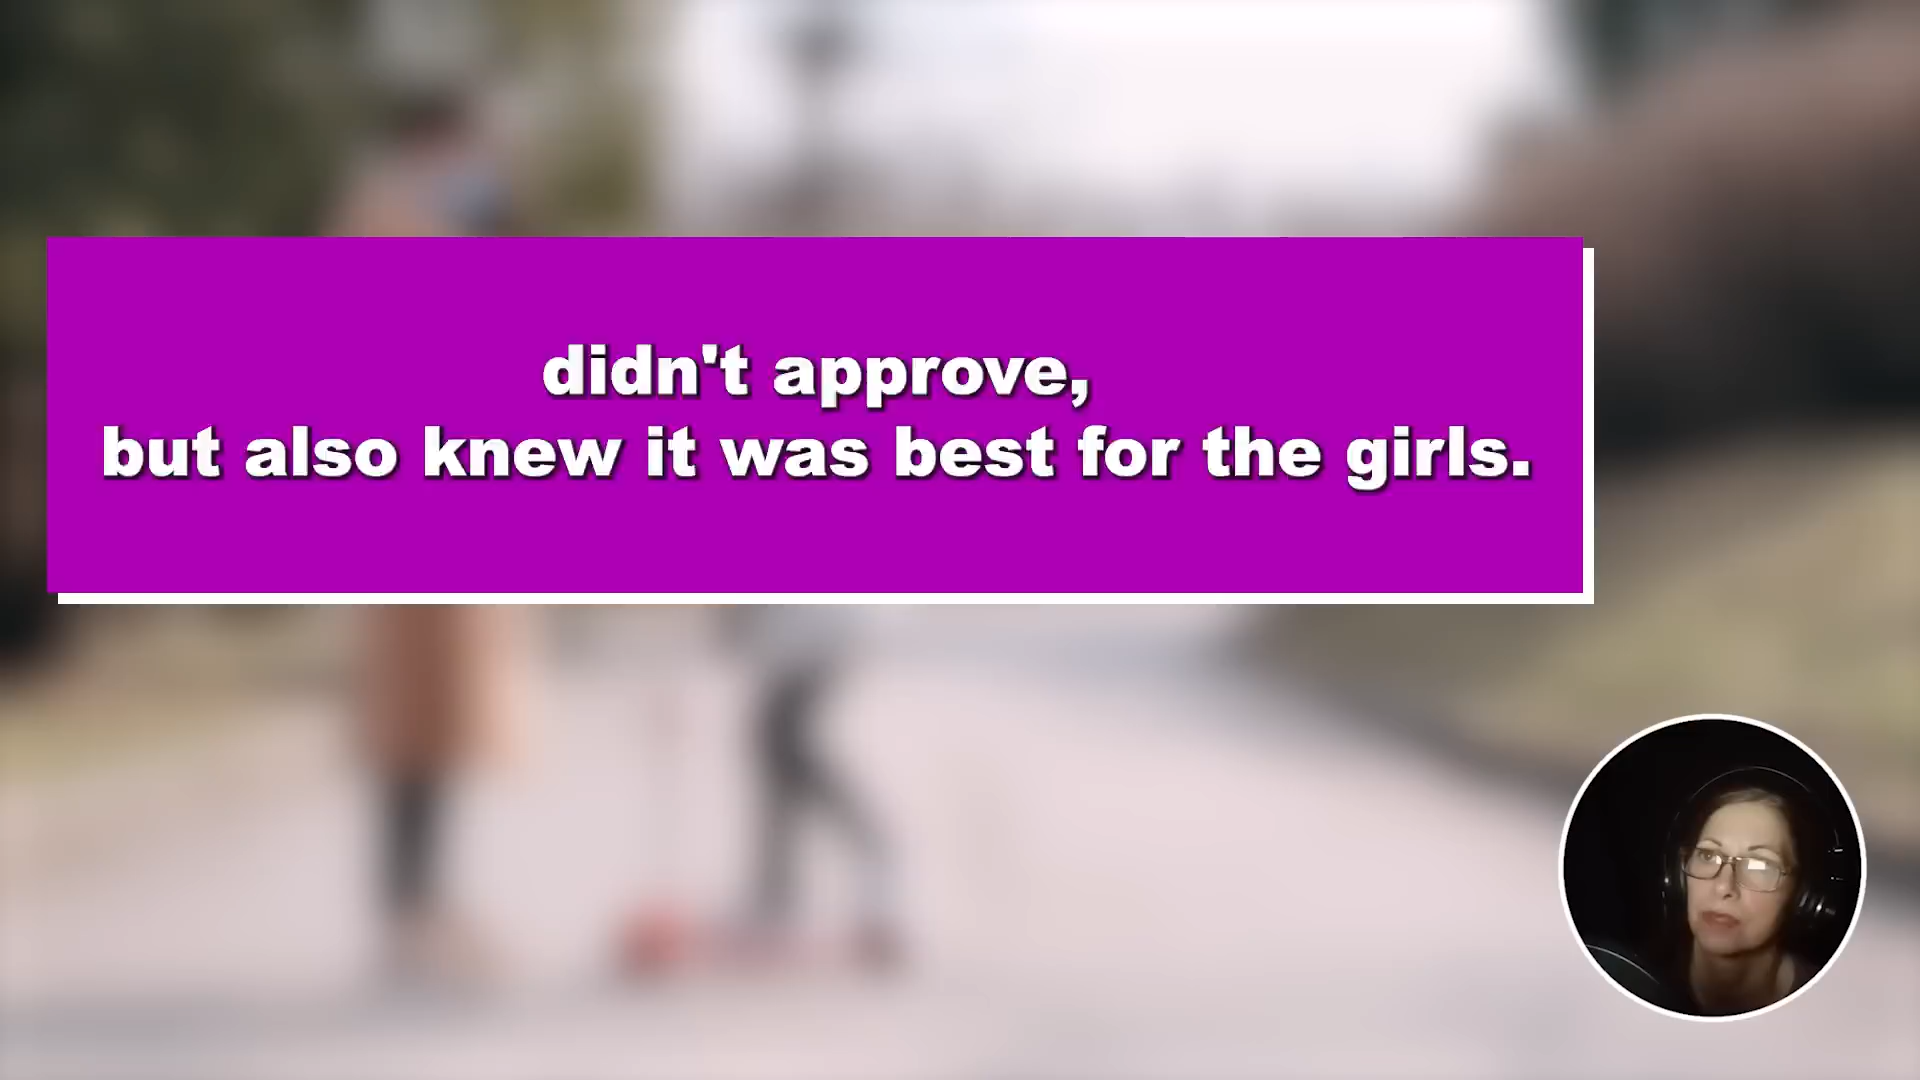 didn't approve,
but also knew it was best for the girls.